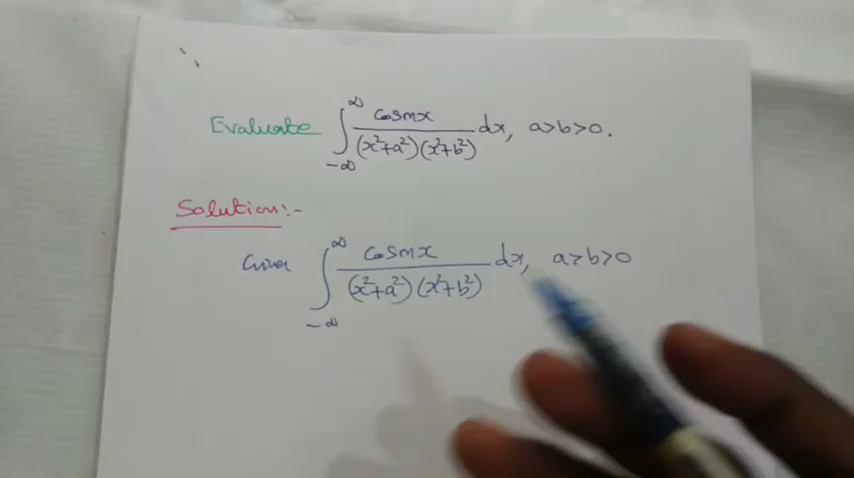 Evaluate ∫_{-∞}^{∞} cosmx/((x²+a²)(x²+b²)) dx, a>b>0.
Solution:-
Given ∫_{-∞}^{∞} cosmx/((x²+a²)(x²+b²)) dx, a>b>0